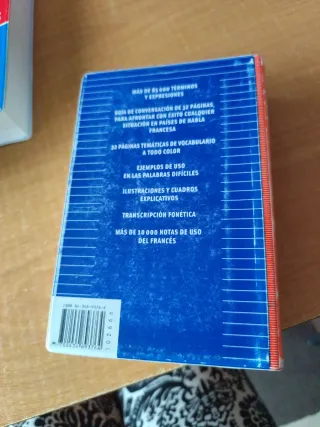 MÁS DE 83 000 TÉRMINOS
Y EXPRESIONES
GUÍA DE CONVERSACIÓN DE 32 PÁGINAS,
PARA AFRONTAR CON ÉXITO CUALQUIER
SITUACIÓN EN PAÍSES DE HABLA
FRANCESA
32 PÁGINAS TEMÁTICAS DE VOCABULARIO
A TODO COLOR
EJEMPLOS DE USO
EN LAS PALABRAS DIFÍCILES
ILUSTRACIONES Y CUADROS
EXPLICATIVOS
TRANSCRIPCIÓN FONÉTICA
MÁS DE 10 000 NOTAS DE USO
DEL FRANCÉS
ISBN